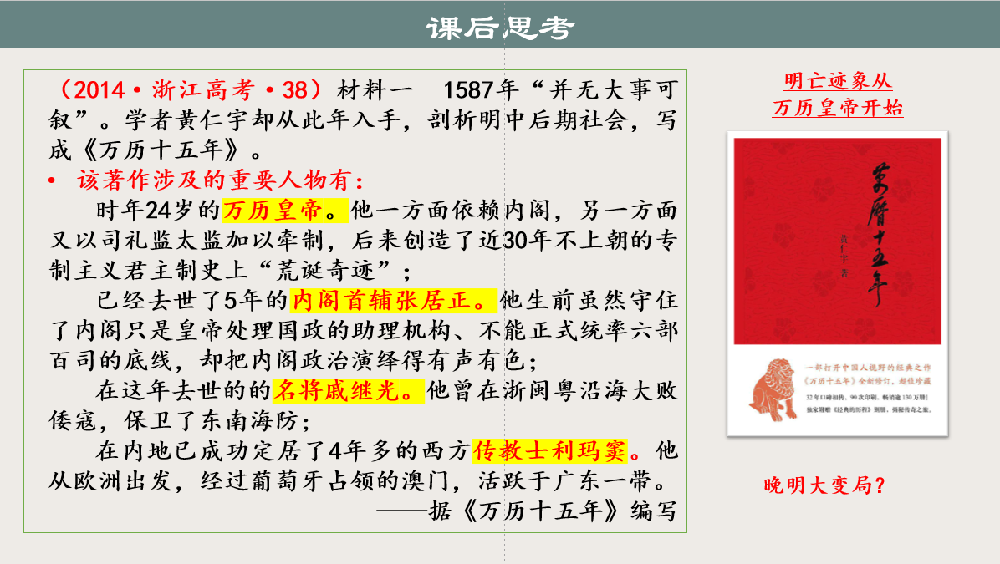 课后思考
（2014·浙江高考·38）材料一　1587年“并无大事可
叙”。学者黄仁宇却从此年入手，剖析明中后期社会，写
成《万历十五年》。
• 该著作涉及的重要人物有：
时年24岁的万历皇帝。他一方面依赖内阁，另一方面
又以司礼监太监加以牵制，后来创造了近30年不上朝的专
制主义君主制史上“荒诞奇迹”；
已经去世了5年的内阁首辅张居正。他生前虽然守住
了内阁只是皇帝处理国政的助理机构、不能正式统率六部
百司的底线，却把内阁政治演绎得有声有色；
在这年去世的的名将戚继光。他曾在浙闽粤沿海大败
倭寇，保卫了东南海防；
在内地已成功定居了4年多的西方传教士利玛窦。他
从欧洲出发，经过葡萄牙占领的澳门，活跃于广东一带。
——据《万历十五年》编写
明亡迹象从
万历皇帝开始
万曆十五年
黄仁宇 著
一部打开中国人视野的经典之作
《万历十五年》全新修订，超值珍藏
32年口碑相传，90次印刷，畅销逾130万册！
独家附赠《经典的历程》别册，揭秘传奇之旅。
晚明大变局？